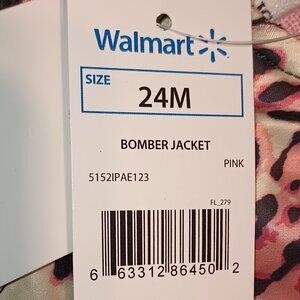 Walmart
SIZE
24M
BOMBER JACKET
PINK
5152IPAE123
FL_279
6 63312 86450 2